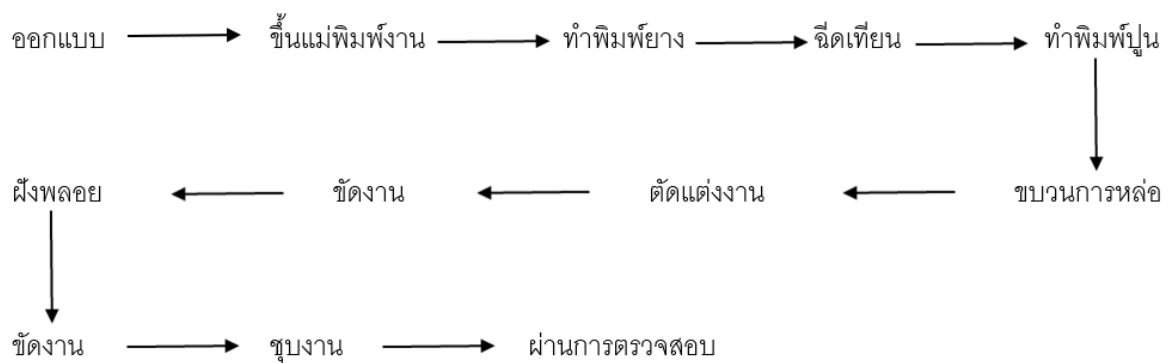 ออกแบบ ขึ้นแม่พิมพ์งาน ทำพิมพ์ยาง ฉีดเทียน ทำพิมพ์ปูน
ฝังพลอย ขัดงาน ตัดแต่งงาน ขบวนการหล่อ
ขัดงาน ชุบงาน ผ่านการตรวจสอบ